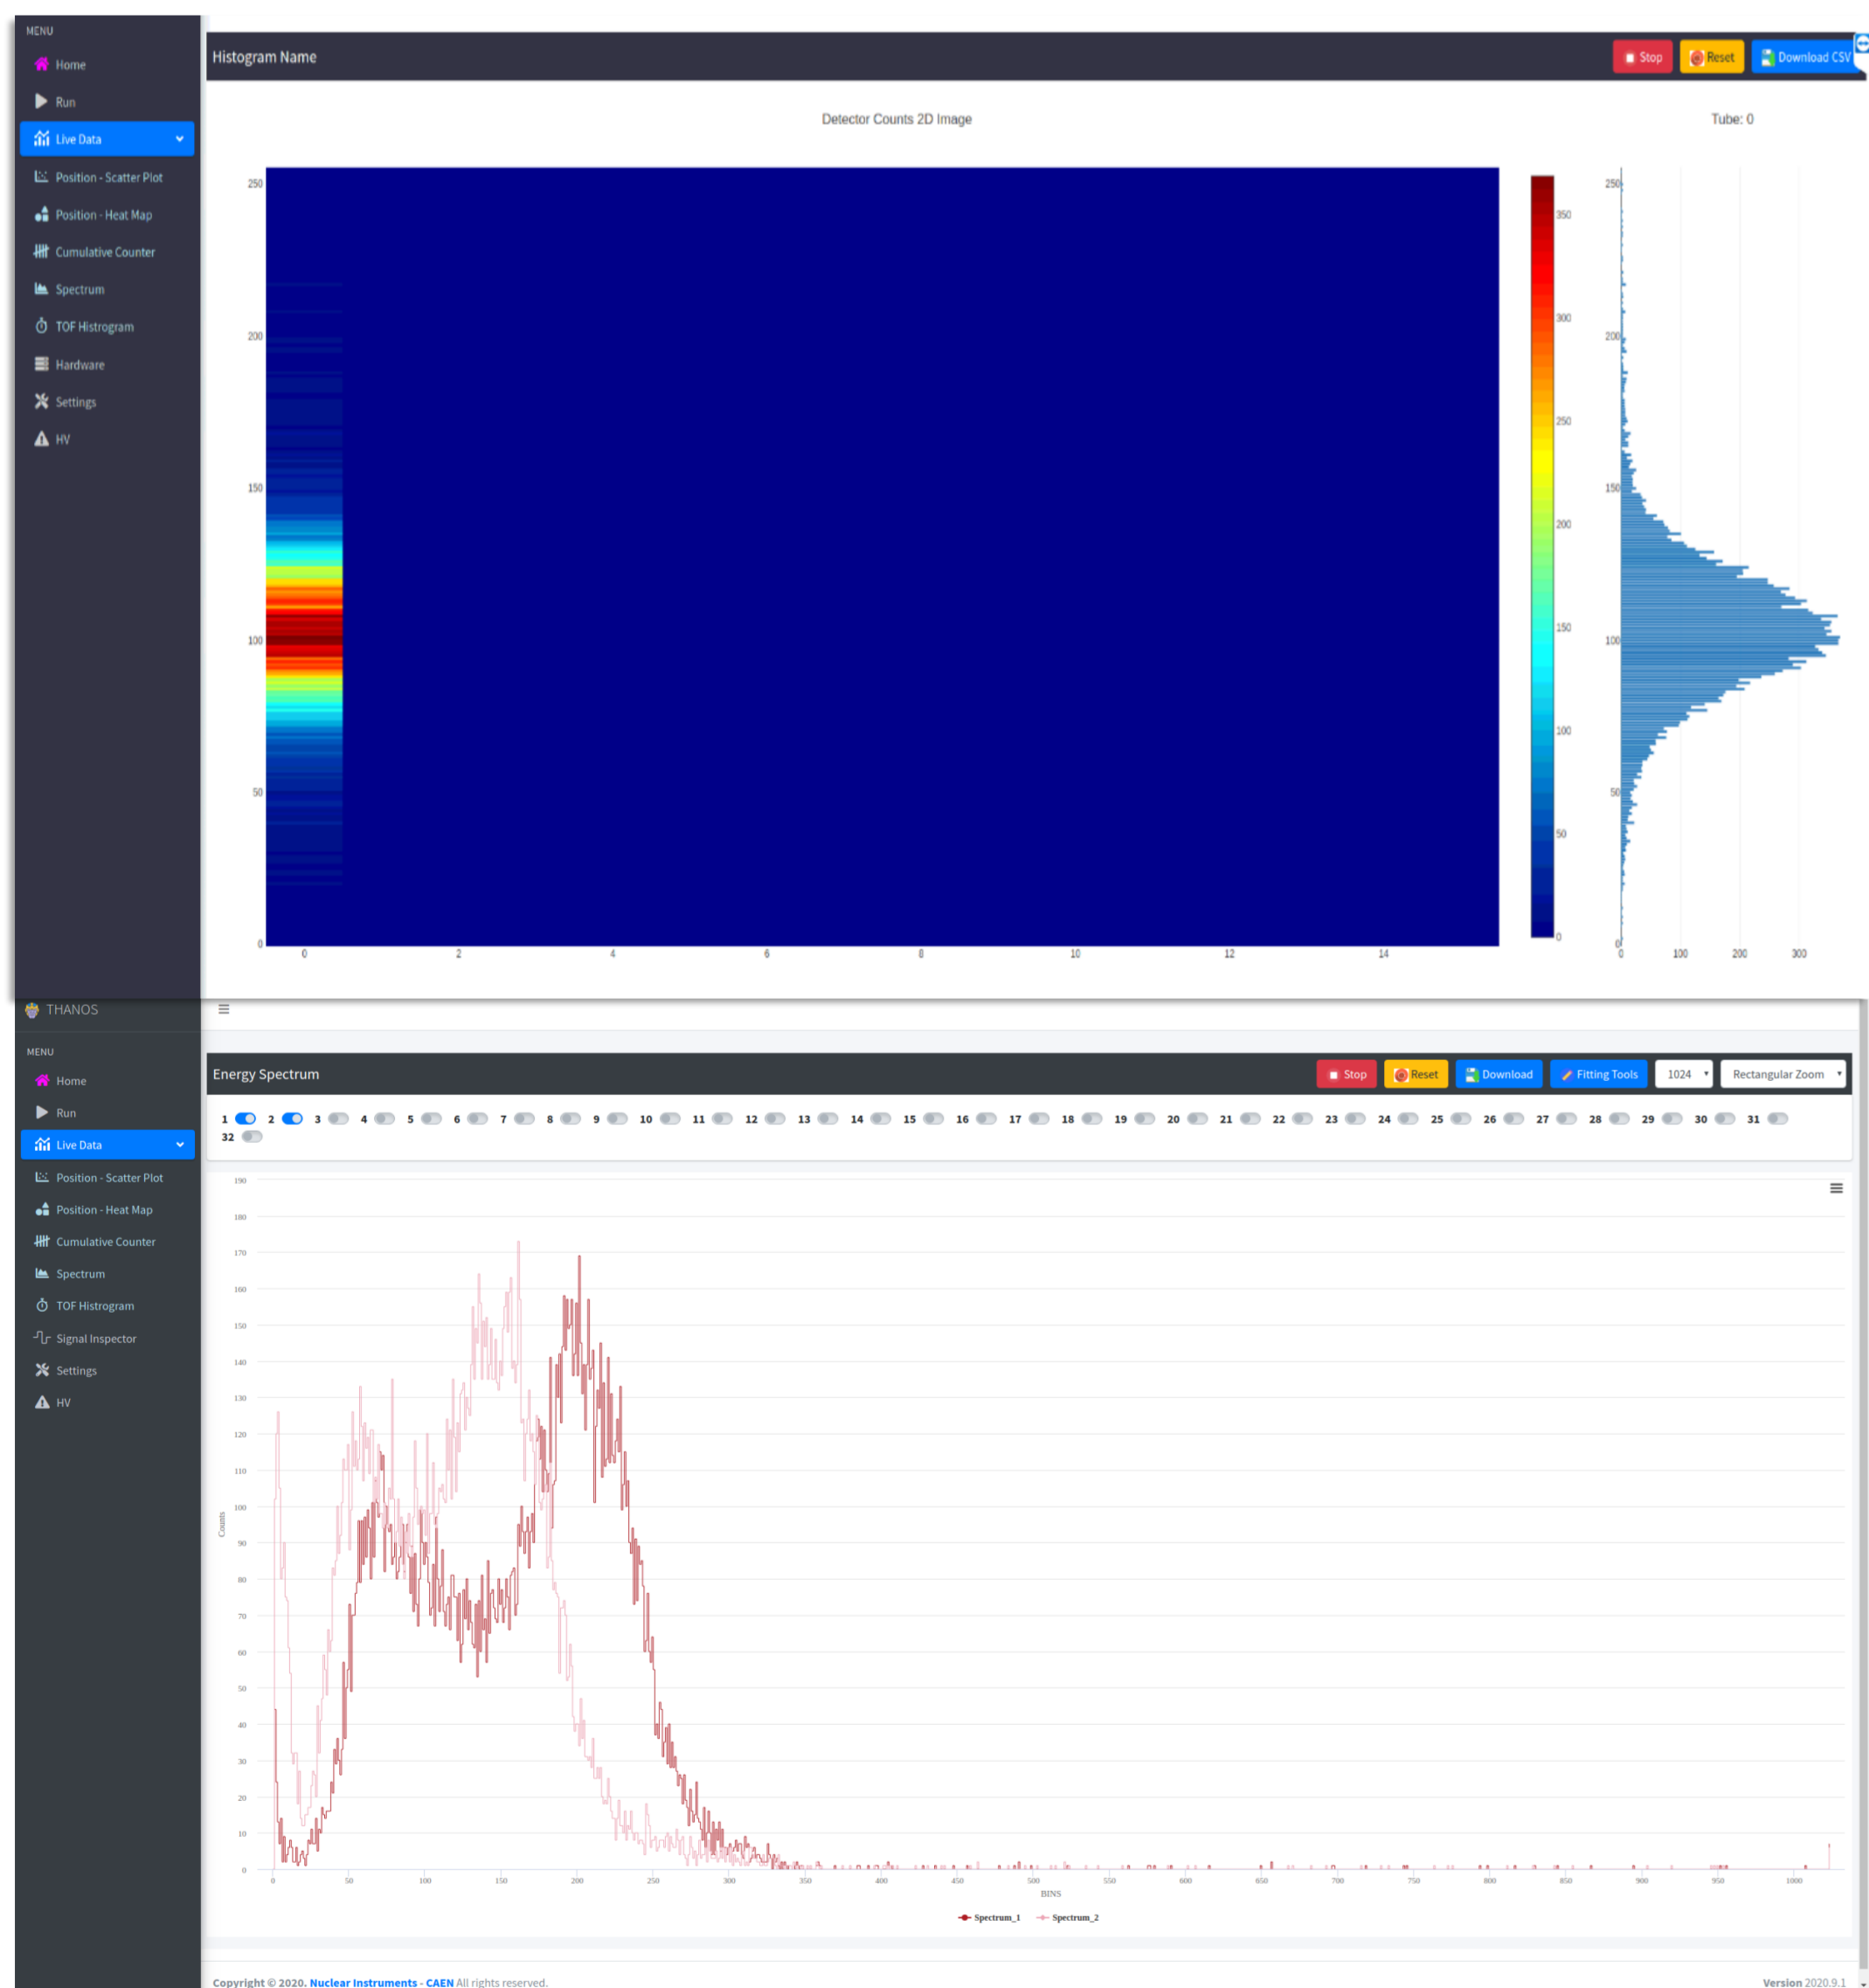 MENU
Home
Run
Live Data
Position - Scatter Plot
Position - Heat Map
Cumulative Counter
Spectrum
TOF Histrogram
Hardware
Settings
HV
Histogram Name
Stop Reset Download CSV
Detector Counts 2D Image
Tube: 0
250
200
150
100
50
0
0 2 4 6 8 10 12 14
350
300
250
200
150
100
50
0
250
200
150
100
50
0
0 100 200 300
THANOS
MENU
Home
Run
Live Data
Position - Scatter Plot
Position - Heat Map
Cumulative Counter
Spectrum
TOF Histrogram
Signal Inspector
Settings
HV
Energy Spectrum
Stop Reset Download Fitting Tools 1024 Rectangular Zoom
1 2 3 4 5 6 7 8 9 10 11 12 13 14 15 16 17 18 19 20 21 22 23 24 25 26 27 28 29 30 31
32
190
180
170
160
150
140
130
120
110
100
90
80
70
60
50
40
30
20
10
0
Counts
0 50 100 150 200 250 300 350 400 450 500 550 600 650 700 750 800 850 900 950 1000
BINS
Spectrum_1 Spectrum_2
Copyright © 2020. Nuclear Instruments - CAEN All rights reserved.
Version 2020.9.1